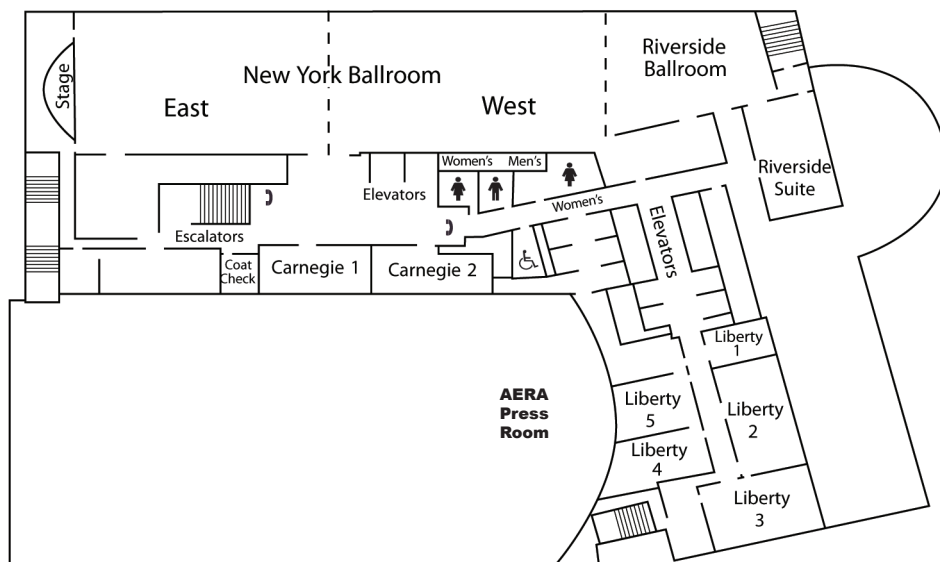 Riverside
Ballroom
Stage
New York Ballroom
East
West
Women's
Men's
Elevators
Riverside
Suite
Women's
Elevators
Escalators
Coat
Check
Carnegie 1
Carnegie 2
Liberty
1
AERA
Press
Room
Liberty
5
Liberty
2
Liberty
4
Liberty
3